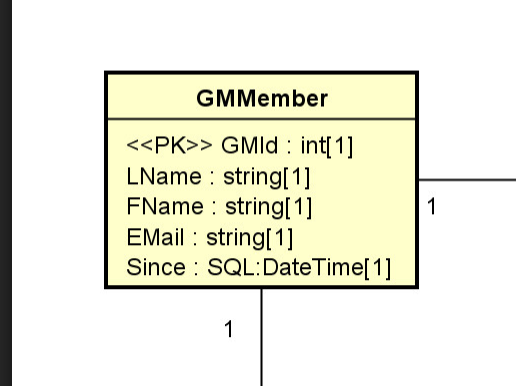 GMMember
<<PK>> GMId : int[1]
LName : string[1]
FName : string[1]
EMail : string[1]
Since : SQL:DateTime[1]
1
1